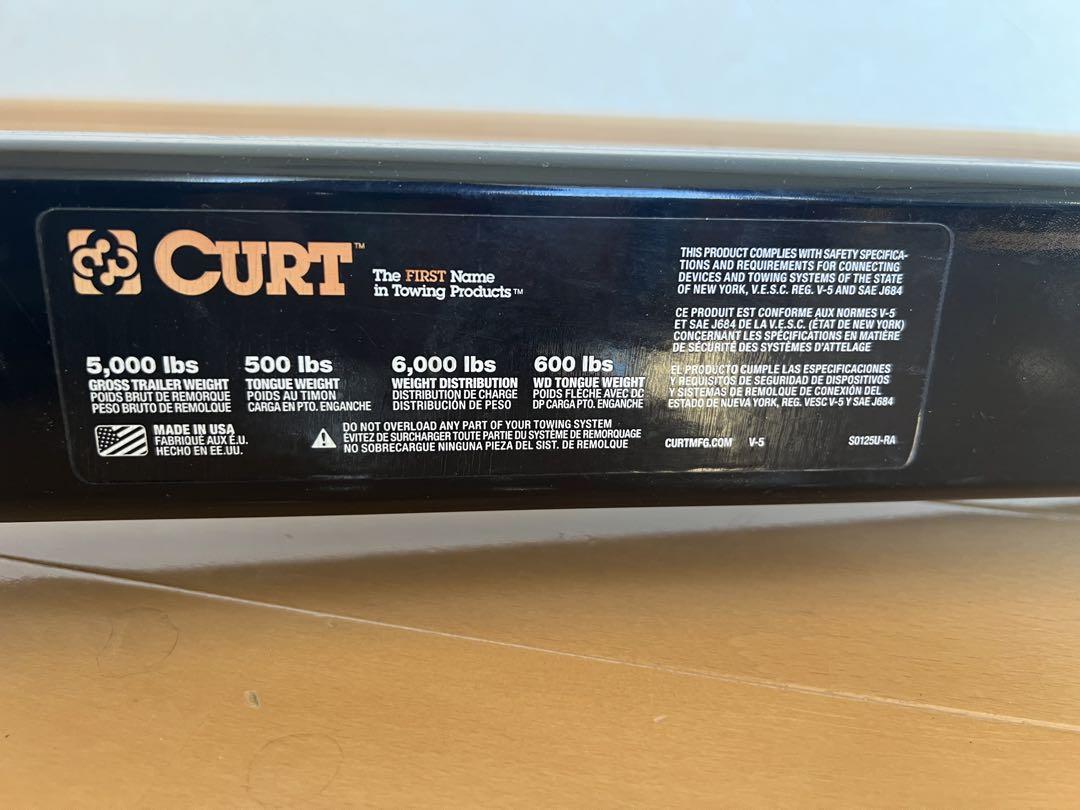 CURT™
The FIRST Name
in Towing Products™
5,000 lbs
GROSS TRAILER WEIGHT
POIDS BRUT DE REMORQUE
PESO BRUTO DE REMOLQUE
500 lbs
TONGUE WEIGHT
POIDS AU TIMON
CARGA EN PTO. ENGANCHE
6,000 lbs
WEIGHT DISTRIBUTION
DISTRIBUTION DE CHARGE
DISTRIBUCIÓN DE PESO
600 lbs
WD TONGUE WEIGHT
POIDS FLÈCHE AVEC DC
DP CARGA PTO. ENGANCHE
MADE IN USA
FABRIQUÉ AUX É.U.
HECHO EN EE.UU.
DO NOT OVERLOAD ANY PART OF YOUR TOWING SYSTEM
ÉVITEZ DE SURCHARGER TOUTE PARTIE DU SYSTÈME DE REMORQUAGE
NO SOBRECARGUE NINGUNA PIEZA DEL SIST. DE REMOLQUE
THIS PRODUCT COMPLIES WITH SAFETY SPECIFICA-
TIONS AND REQUIREMENTS FOR CONNECTING
DEVICES AND TOWING SYSTEMS OF THE STATE
OF NEW YORK, V.E.S.C. REG. V-5 AND SAE J684
CE PRODUIT EST CONFORME AUX NORMES V-5
ET SAE J684 DE LA V.E.S.C. (ÉTAT DE NEW YORK)
CONCERNANT LES SPÉCIFICATIONS EN MATIÈRE
DE SÉCURITÉ DES SYSTÈMES D'ATTELAGE
EL PRODUCTO CUMPLE LAS ESPECIFICACIONES
Y REQUISITOS DE SEGURIDAD DE DISPOSITIVOS
Y SISTEMAS DE REMOLQUE DE CONEXIÓN DEL
ESTADO DE NUEVA YORK, REG. VESC V-5 Y SAE J684
CURTMFG.COM V-5 S0125U-RA